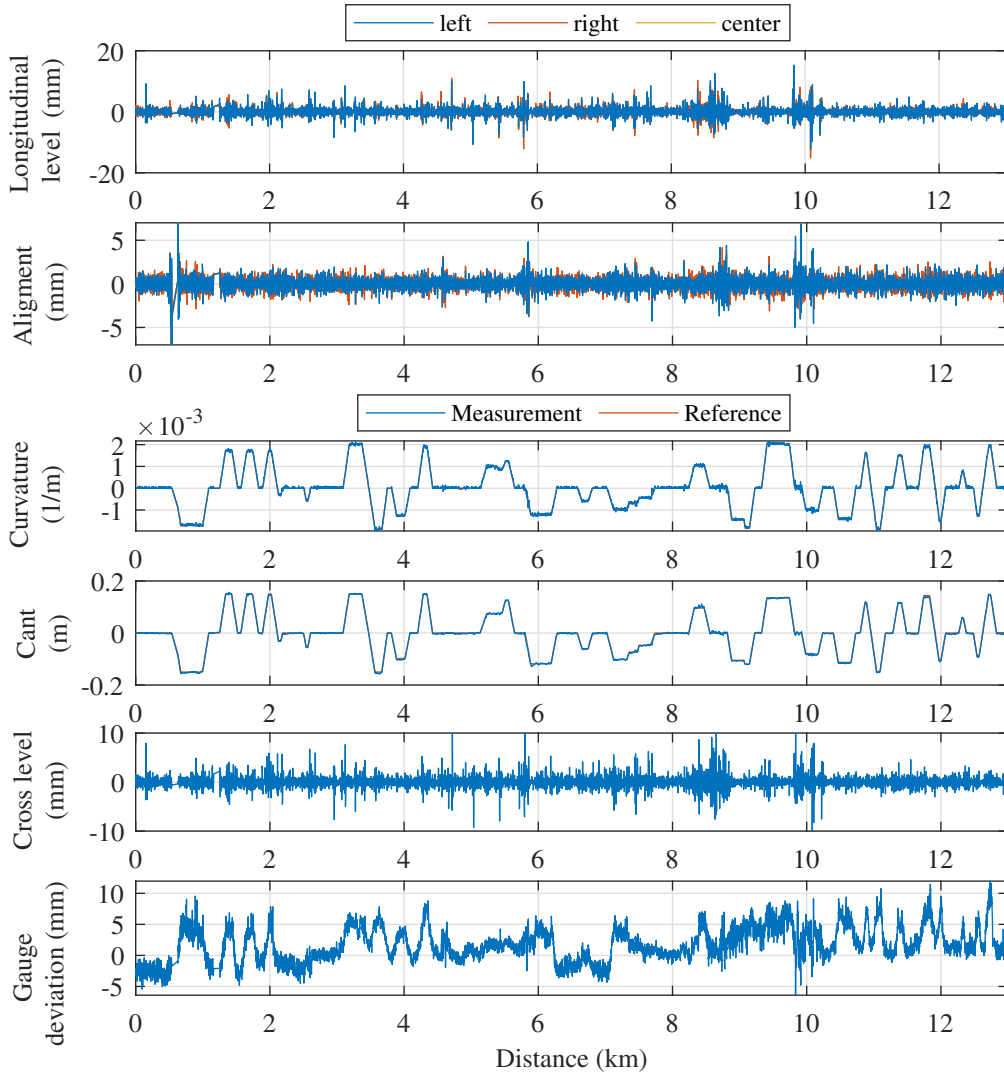 left right center
Longitudinal
level (mm)
20
0
-20
0 2 4 6 8 10 12
Aligment
(mm)
5
0
-5
0 2 4 6 8 10 12
Measurement Reference
×10-3
Curvature
(1/m)
2
1
0
-1
0 2 4 6 8 10 12
Cant
(m)
0.2
0
-0.2
0 2 4 6 8 10 12
Cross level
(mm)
10
0
-10
0 2 4 6 8 10 12
Gauge
deviation (mm)
10
5
0
-5
0 2 4 6 8 10 12
Distance (km)